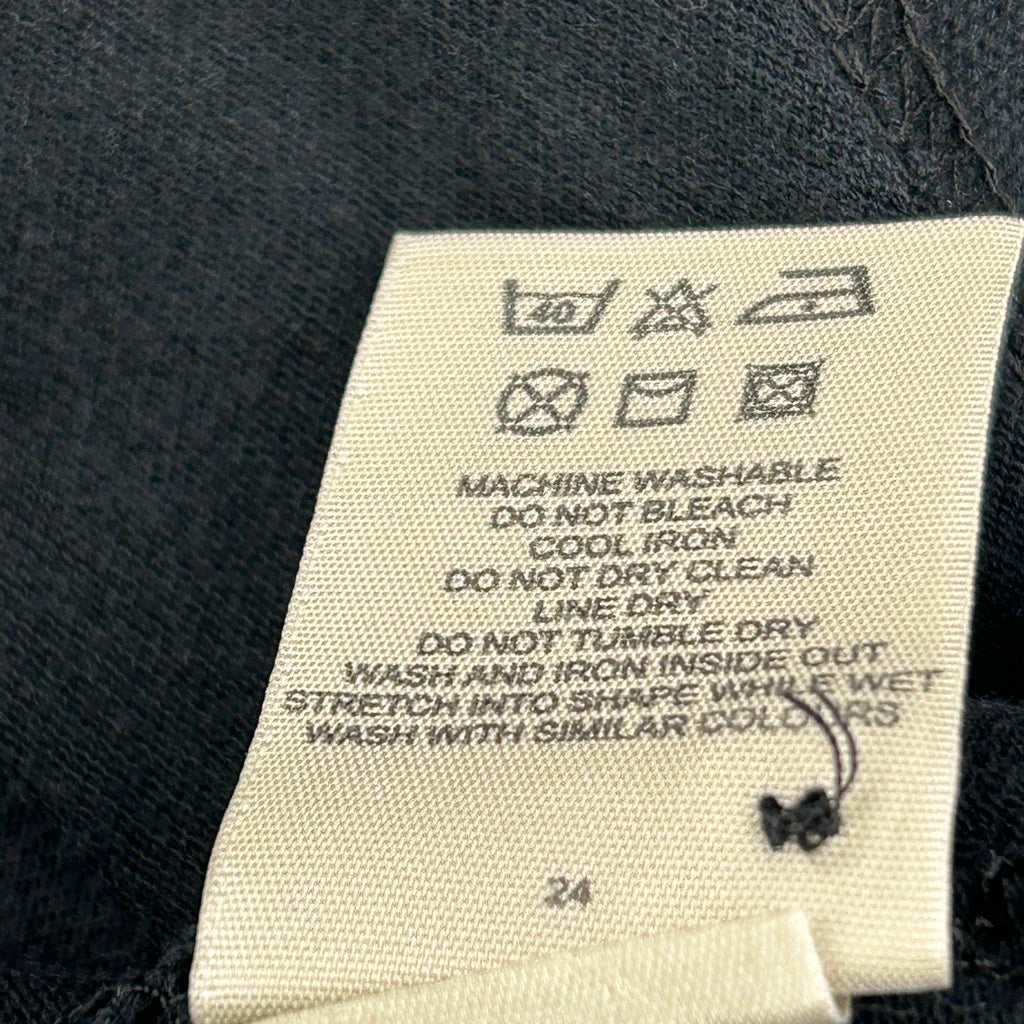 40
MACHINE WASHABLE
DO NOT BLEACH
COOL IRON
DO NOT DRY CLEAN
LINE DRY
DO NOT TUMBLE DRY
WASH AND IRON INSIDE OUT
STRETCH INTO SHAPE WHILE WET
WASH WITH SIMILAR COLOURS
24